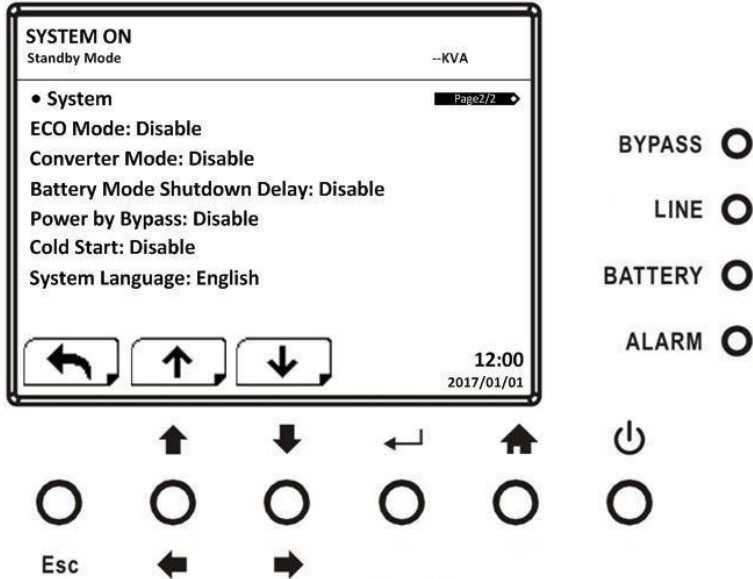 SYSTEM ON
Standby Mode
--KVA
• System
Page2/2
ECO Mode: Disable
Converter Mode: Disable
Battery Mode Shutdown Delay: Disable
Power by Bypass: Disable
Cold Start: Disable
System Language: English
12:00
2017/01/01
BYPASS
LINE
BATTERY
ALARM
Esc